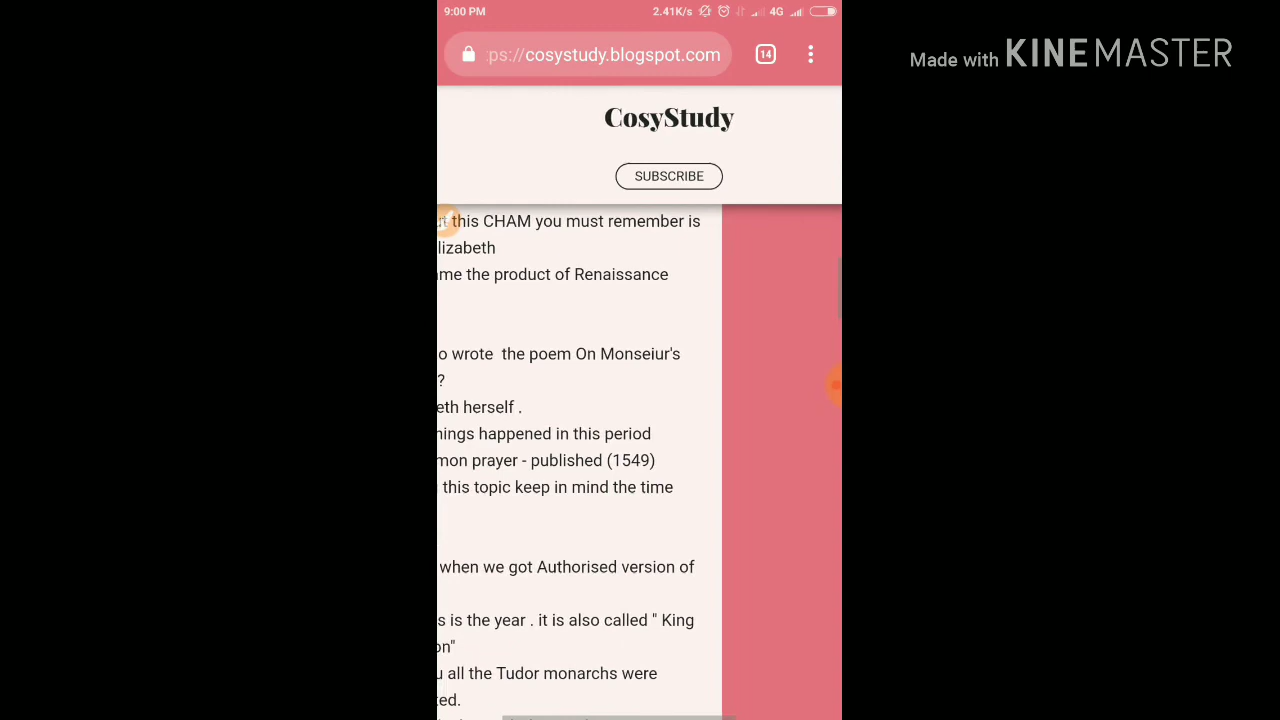 9:00 PM 2.41K/s 4G
Made with KINEMASTER
ps://cosystudy.blogspot.com 14
CosyStudy
SUBSCRIBE
this CHAM you must remember is
lizabeth
me the product of Renaissance
o wrote the poem On Monseiur's
?
eth herself .
ings happened in this period
mon prayer - published (1549)
this topic keep in mind the time
when we got Authorised version of
s is the year . it is also called " King
on"
u all the Tudor monarchs were
ted.